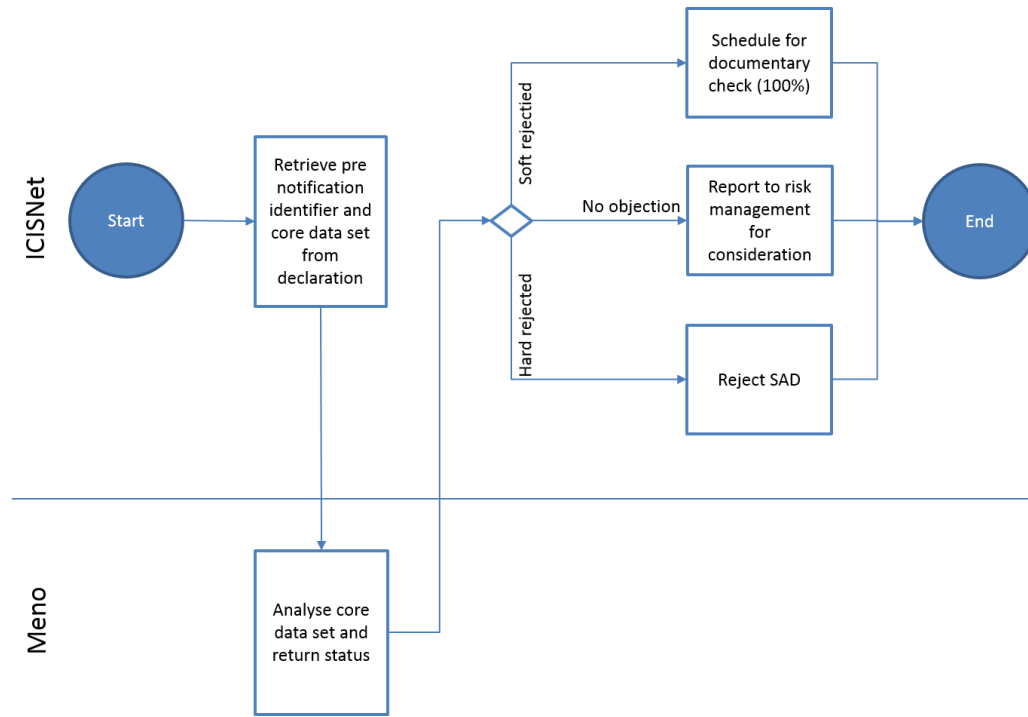 ICISNet
Start
Retrieve pre
notification
identifier and
core data set
from
declaration
Soft rejectied
No objection
Hard rejected
Schedule for
documentary
check (100%)
Report to risk
management
for
consideration
Reject SAD
End
Meno
Analyse core
data set and
return status